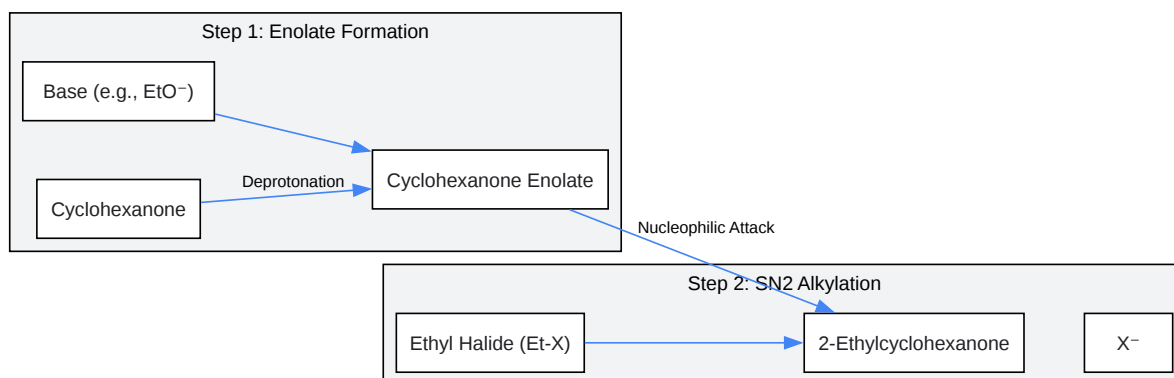 Step 1: Enolate Formation
Base (e.g., EtO⁻)
Deprotonation
Cyclohexanone Enolate
Cyclohexanone
Nucleophilic Attack
Step 2: SN2 Alkylation
Ethyl Halide (Et-X)
2-Ethylcyclohexanone
X⁻